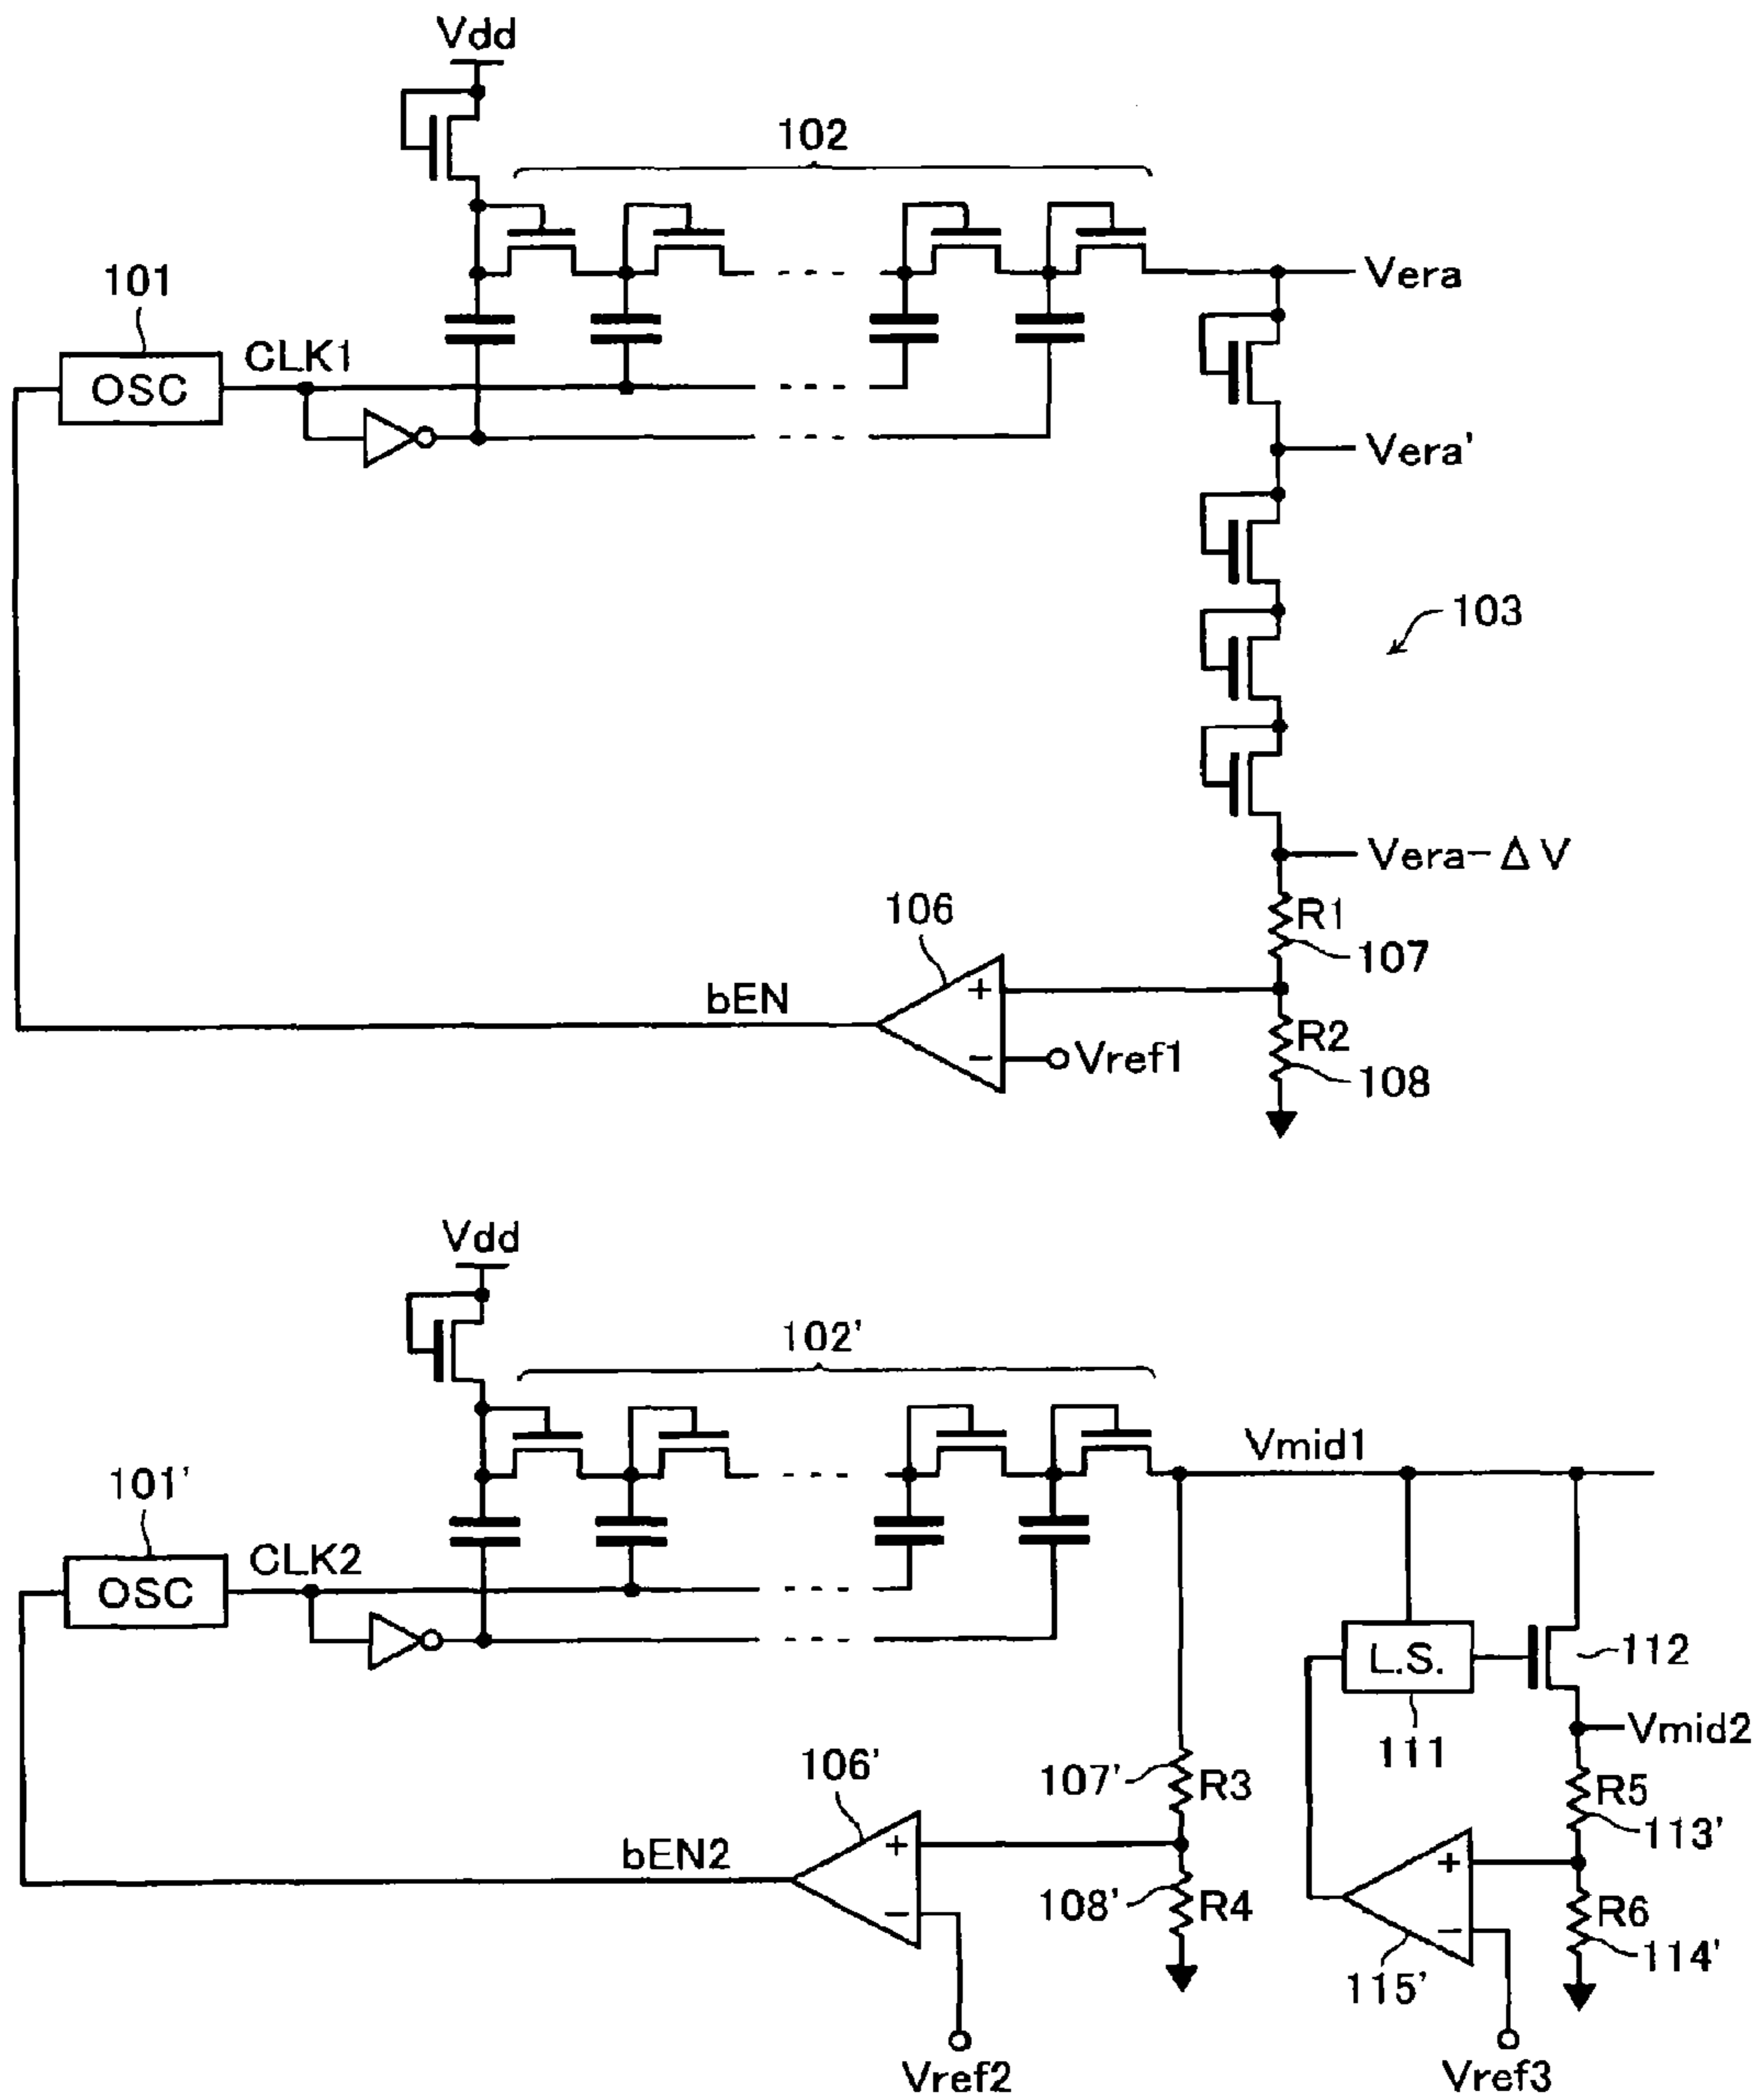 Vdd
102
101
CLK1
OSC
Vera
Vera'
103
Vera-ΔV
106
R1
107
bEN
+
-
Vref1
R2
108
Vdd
102'
Vmid1
101'
CLK2
OSC
L.S.
112
111
Vmid2
106'
107'
R3
R5
113'
bEN2
+
-
108'
R4
+
-
R6
114'
115'
Vref2
Vref3